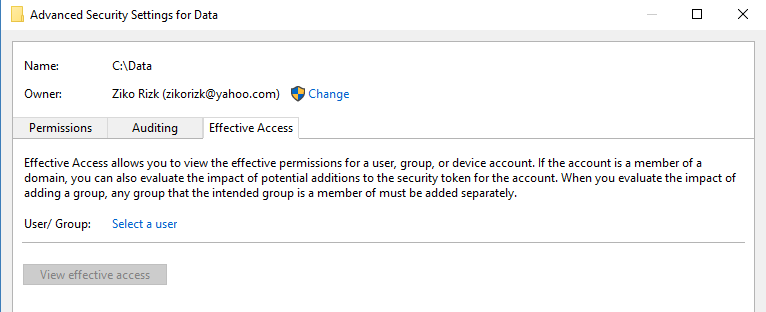 Advanced Security Settings for Data
Name: C:\Data
Owner: Ziko Rizk (zikorizk@yahoo.com) Change
Permissions Auditing Effective Access
Effective Access allows you to view the effective permissions for a user, group, or device account. If the account is a member of a
domain, you can also evaluate the impact of potential additions to the security token for the account. When you evaluate the impact of
adding a group, any group that the intended group is a member of must be added separately.
User/ Group: Select a user
View effective access